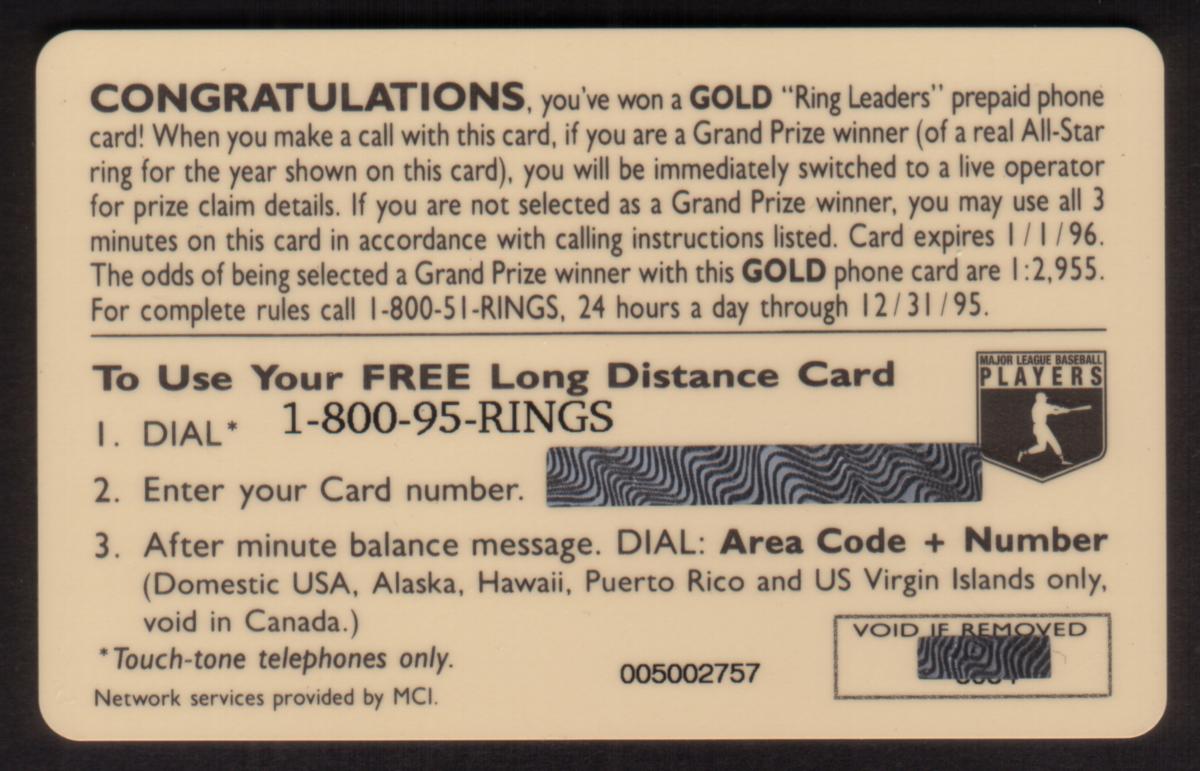 CONGRATULATIONS, you've won a GOLD "Ring Leaders" prepaid phone
card! When you make a call with this card, if you are a Grand Prize winner (of a real All-Star
ring for the year shown on this card), you will be immediately switched to a live operator
for prize claim details. If you are not selected as a Grand Prize winner, you may use all 3
minutes on this card in accordance with calling instructions listed. Card expires 1/1/96.
The odds of being selected a Grand Prize winner with this GOLD phone card are 1:2,955.
For complete rules call 1-800-51-RINGS, 24 hours a day through 12/31/95.
To Use Your FREE Long Distance Card
MAJOR LEAGUE BASEBALL
PLAYERS
1. DIAL* 1-800-95-RINGS
2. Enter your Card number.
3. After minute balance message. DIAL: Area Code + Number
(Domestic USA, Alaska, Hawaii, Puerto Rico and US Virgin Islands only,
void in Canada.)
*Touch-tone telephones only.
VOID IF REMOVED
005002757
Network services provided by MCI.